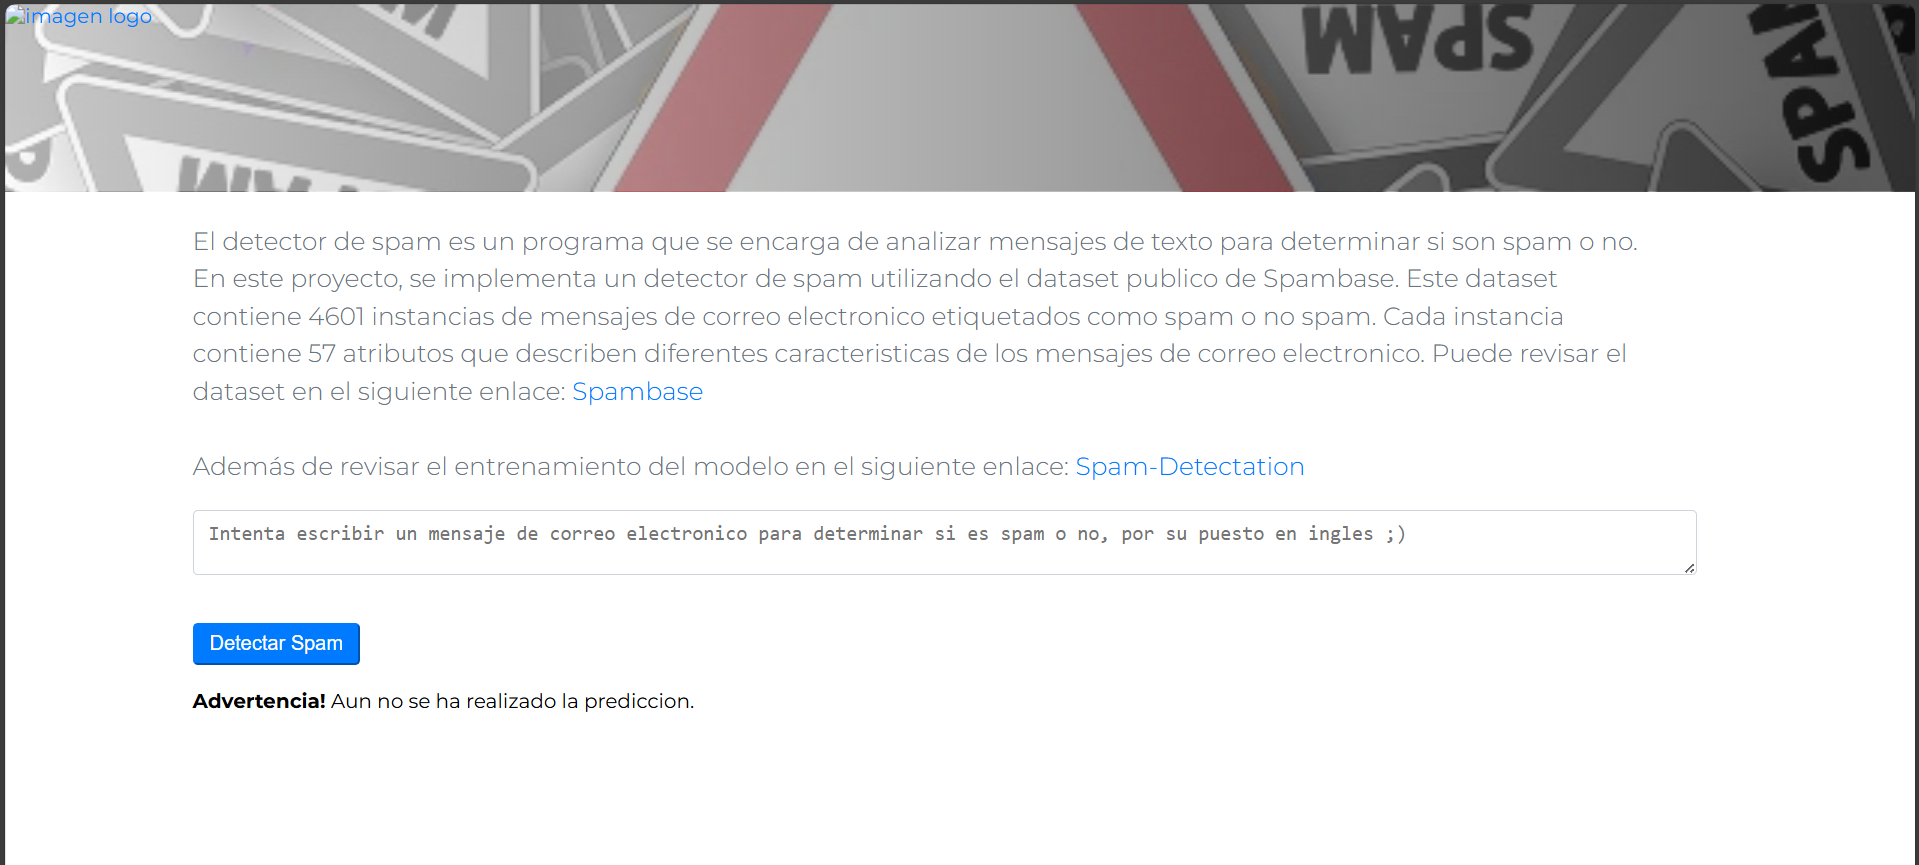 imagen logo
SPAM
SPAM
El detector de spam es un programa que se encarga de analizar mensajes de texto para determinar si son spam o no.
En este proyecto, se implementa un detector de spam utilizando el dataset publico de Spambase. Este dataset
contiene 4601 instancias de mensajes de correo electronico etiquetados como spam o no spam. Cada instancia
contiene 57 atributos que describen diferentes caracteristicas de los mensajes de correo electronico. Puede revisar el
dataset en el siguiente enlace: Spambase
Además de revisar el entrenamiento del modelo en el siguiente enlace: Spam-Detectation
Intenta escribir un mensaje de correo electronico para determinar si es spam o no, por su puesto en ingles ;)
Detectar Spam
Advertencia! Aun no se ha realizado la prediccion.